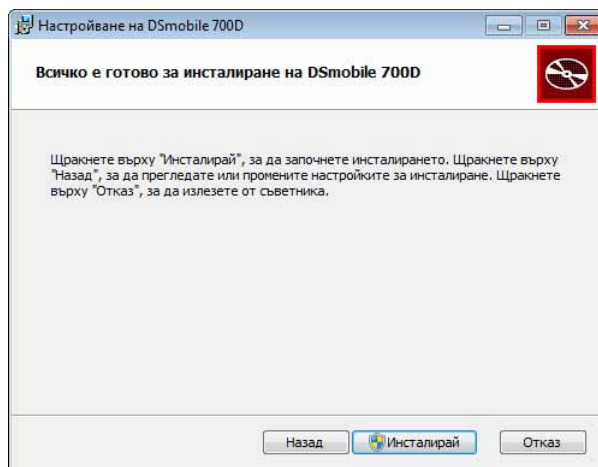 Настройване на DSmobile 700D
Всичко е готово за инсталиране на DSmobile 700D
Щракнете върху "Инсталирай", за да започнете инсталирането. Щракнете върху
"Назад", за да прегледате или промените настройките за инсталиране. Щракнете
върху "Отказ", за да излезете от съветника.
Назад
Инсталирай
Отказ